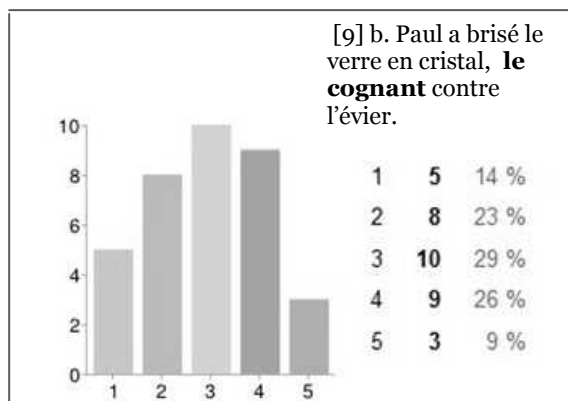 [9] b. Paul a brisé le
verre en cristal, le
cognant contre
l’évier.
10
8
6
4
2
0
1 2 3 4 5
1 5 14 %
2 8 23 %
3 10 29 %
4 9 26 %
5 3 9 %